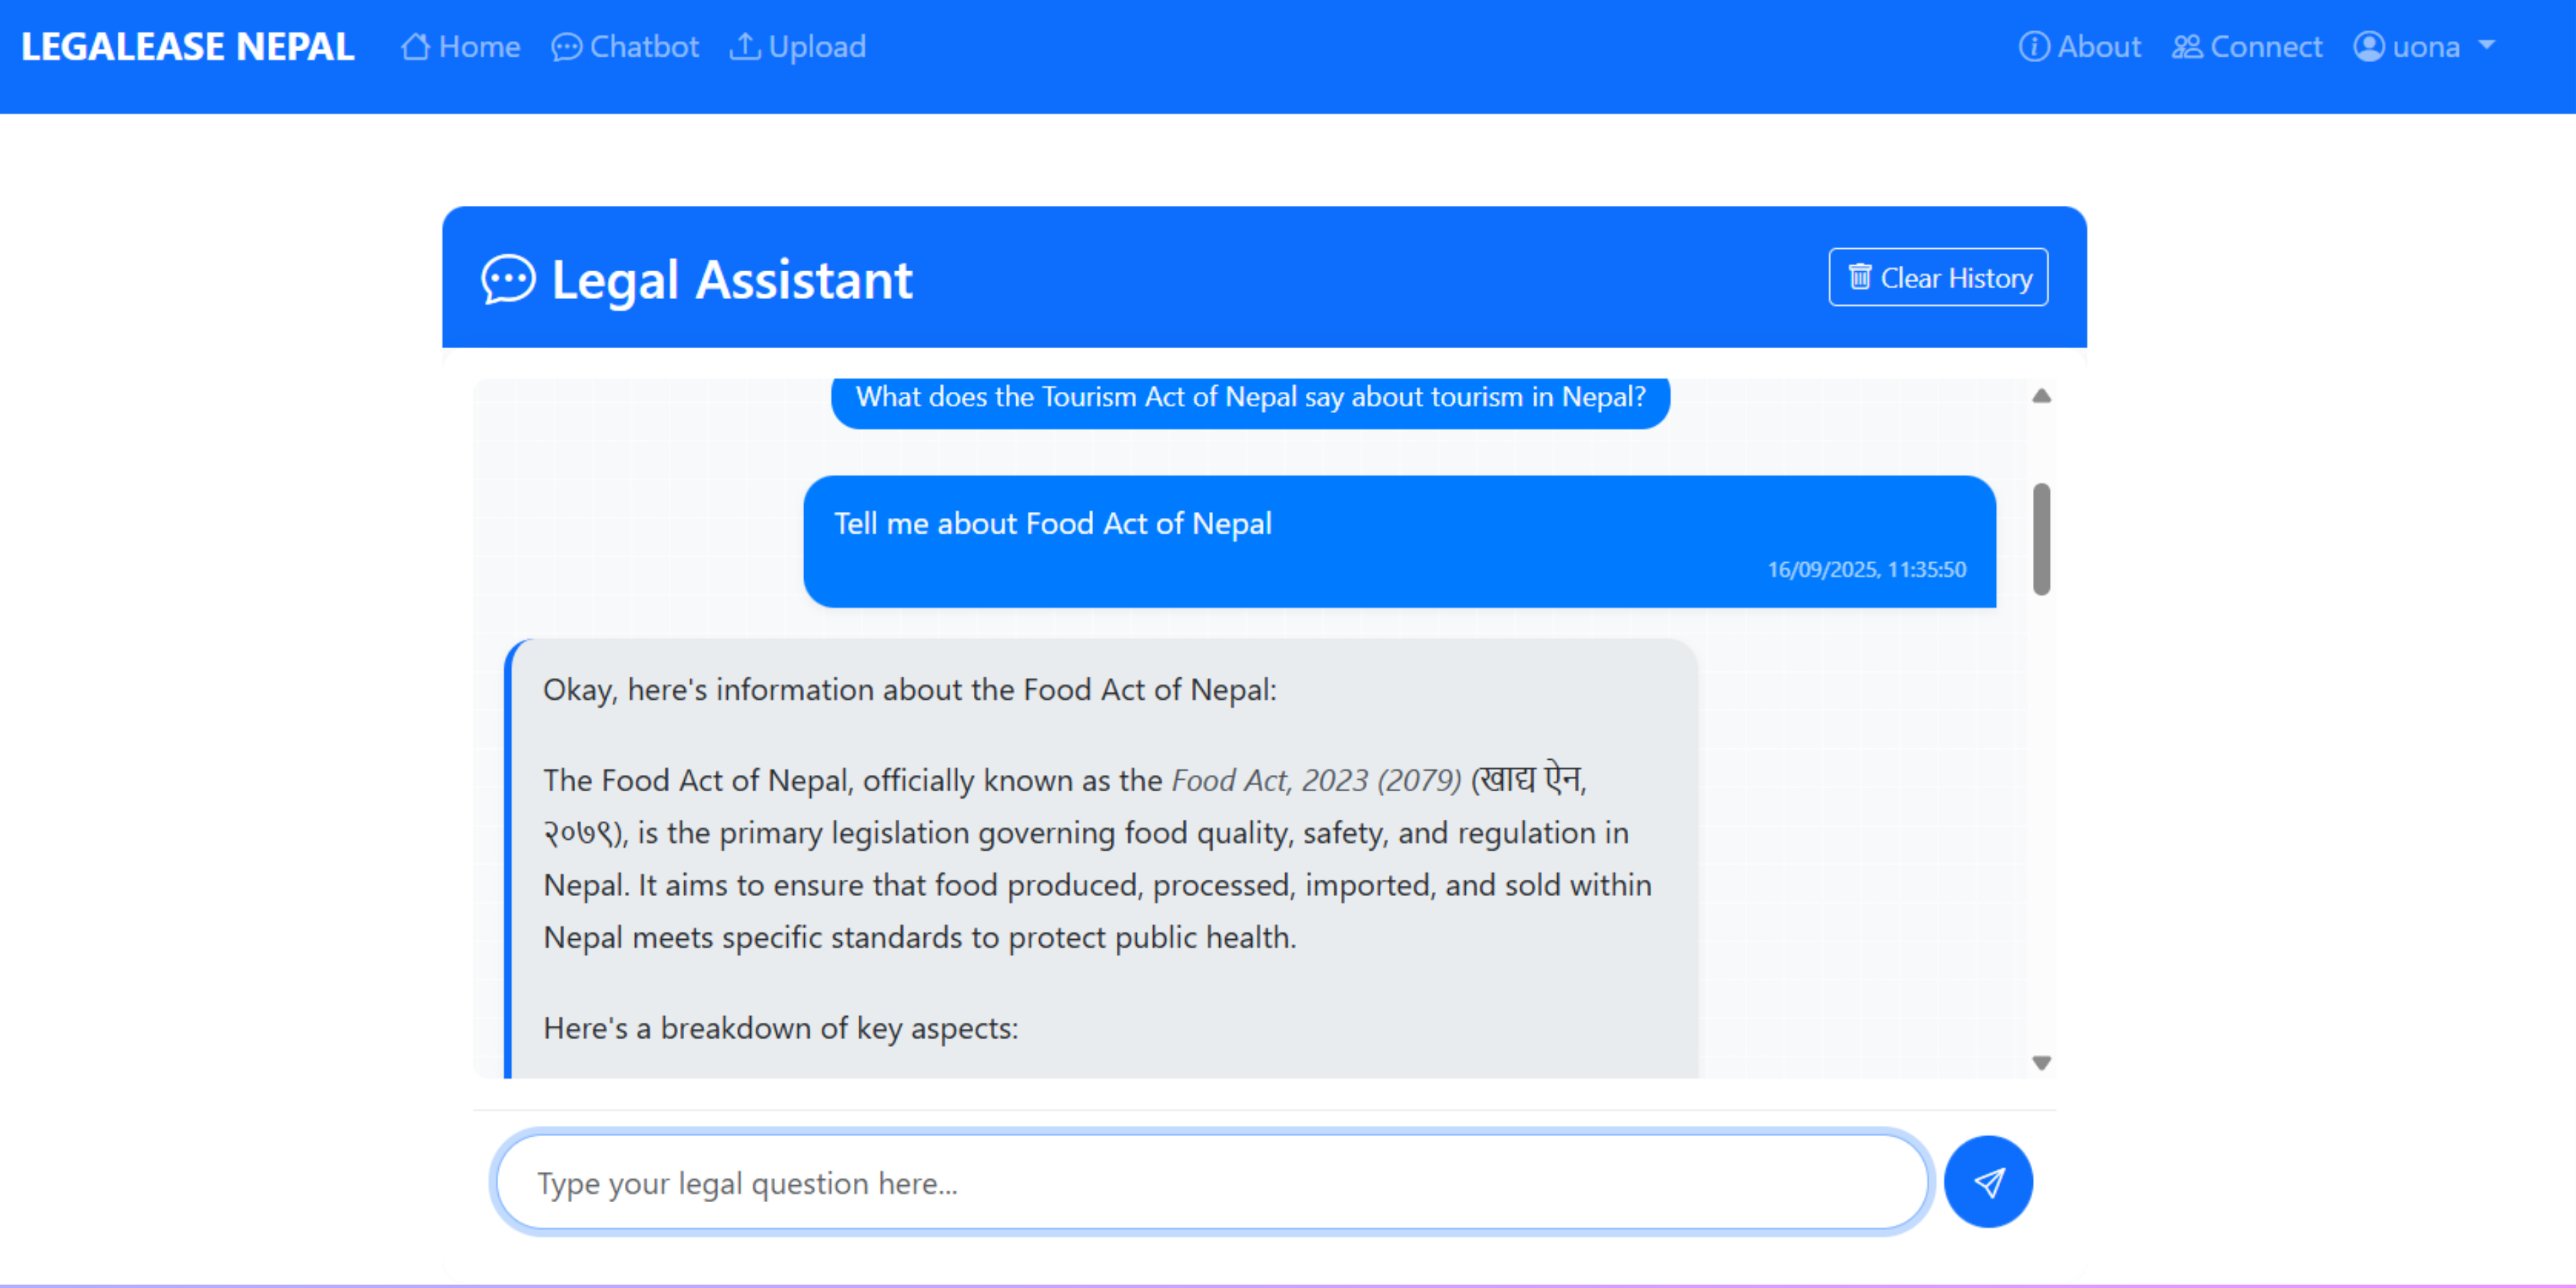 LEGALEASE NEPAL Home Chatbot Upload About Connect uona
Legal Assistant Clear History
What does the Tourism Act of Nepal say about tourism in Nepal?
Tell me about Food Act of Nepal
16/09/2025, 11:35:50
Okay, here's information about the Food Act of Nepal:
The Food Act of Nepal, officially known as the Food Act, 2023 (2079) (खाद्य ऐन,
२०७९), is the primary legislation governing food quality, safety, and regulation in
Nepal. It aims to ensure that food produced, processed, imported, and sold within
Nepal meets specific standards to protect public health.
Here's a breakdown of key aspects:
Type your legal question here...